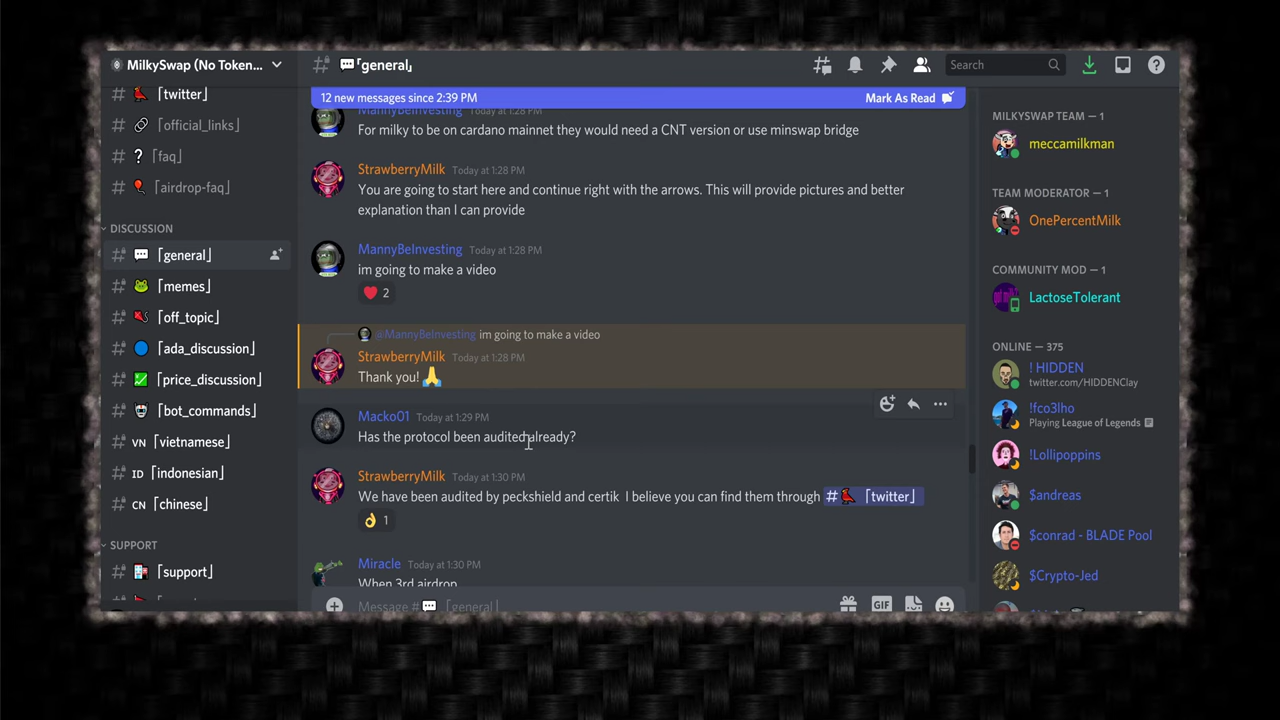 MilkySwap (No Token...
「twitter」
「official_links」
「faq」
「airdrop-faq」
DISCUSSION
「general」
「memes」
「off_topic」
「ada_discussion」
「price_discussion」
「bot_commands」
VN 「vietnamese」
ID 「indonesian」
CN 「chinese」
SUPPORT
「support」
「general」
Search
12 new messages since 2:39 PM
Mark As Read
MannyBeInvesting Today at 1:28 PM
For milky to be on cardano mainnet they would need a CNT version or use minswap bridge
StrawberryMilk Today at 1:28 PM
You are going to start here and continue right with the arrows. This will provide pictures and better
explanation than I can provide
MannyBeInvesting Today at 1:28 PM
im going to make a video
2
@MannyBeInvesting im going to make a video
StrawberryMilk Today at 1:28 PM
Thank you! 🙏
Macko01 Today at 1:29 PM
Has the protocol been audited already?
StrawberryMilk Today at 1:30 PM
We have been audited by peckshield and certik I believe you can find them through # 「twitter」
1
Miracle Today at 1:30 PM
When 3rd airdrop
Message # 「general」
GIF
MILKYSWAP TEAM — 1
meccamilkman
TEAM MODERATOR — 1
OnePercentMilk
COMMUNITY MOD — 1
LactoseTolerant
ONLINE — 375
! HIDDEN
twitter.com/HIDDENClay
!fco3lho
Playing League of Legends
!Lollipoppins
$andreas
$conrad - BLADE Pool
$Crypto-Jed